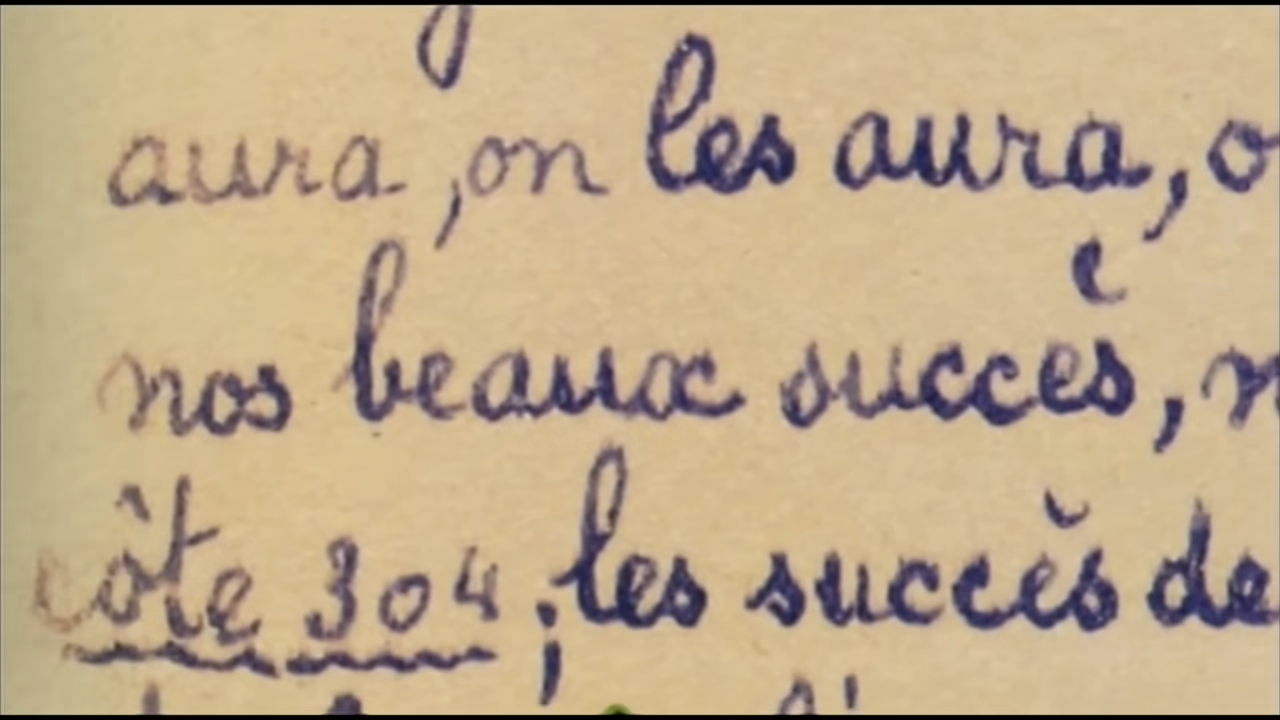 aura, on les aura, o
nos beaux succès, n
côte 304 ; les succès de